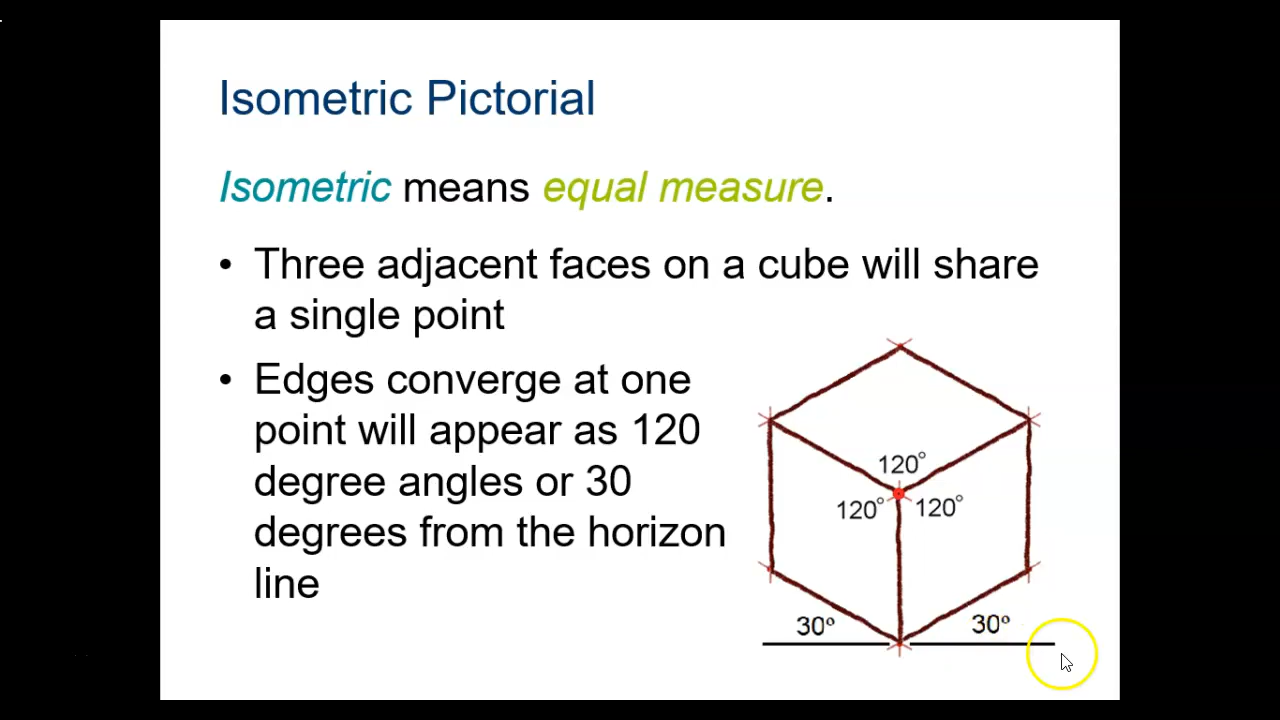 Isometric Pictorial
Isometric means equal measure.
• Three adjacent faces on a cube will share
a single point
• Edges converge at one
point will appear as 120
degree angles or 30
degrees from the horizon
line
120°
120° 120°
30° 30°